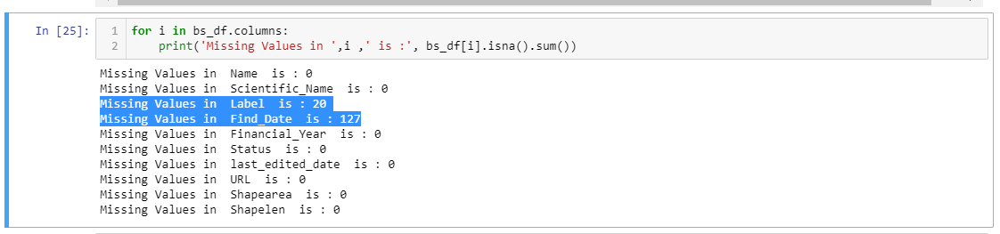 In [25]:
1 for i in bs_df.columns:
2     print('Missing Values in ',i ,' is :', bs_df[i].isna().sum())
Missing Values in  Name  is : 0
Missing Values in  Scientific_Name  is : 0
Missing Values in  Label  is : 20
Missing Values in  Find_Date  is : 127
Missing Values in  Financial_Year  is : 0
Missing Values in  Status  is : 0
Missing Values in  last_edited_date  is : 0
Missing Values in  URL  is : 0
Missing Values in  Shapearea  is : 0
Missing Values in  Shapelen  is : 0